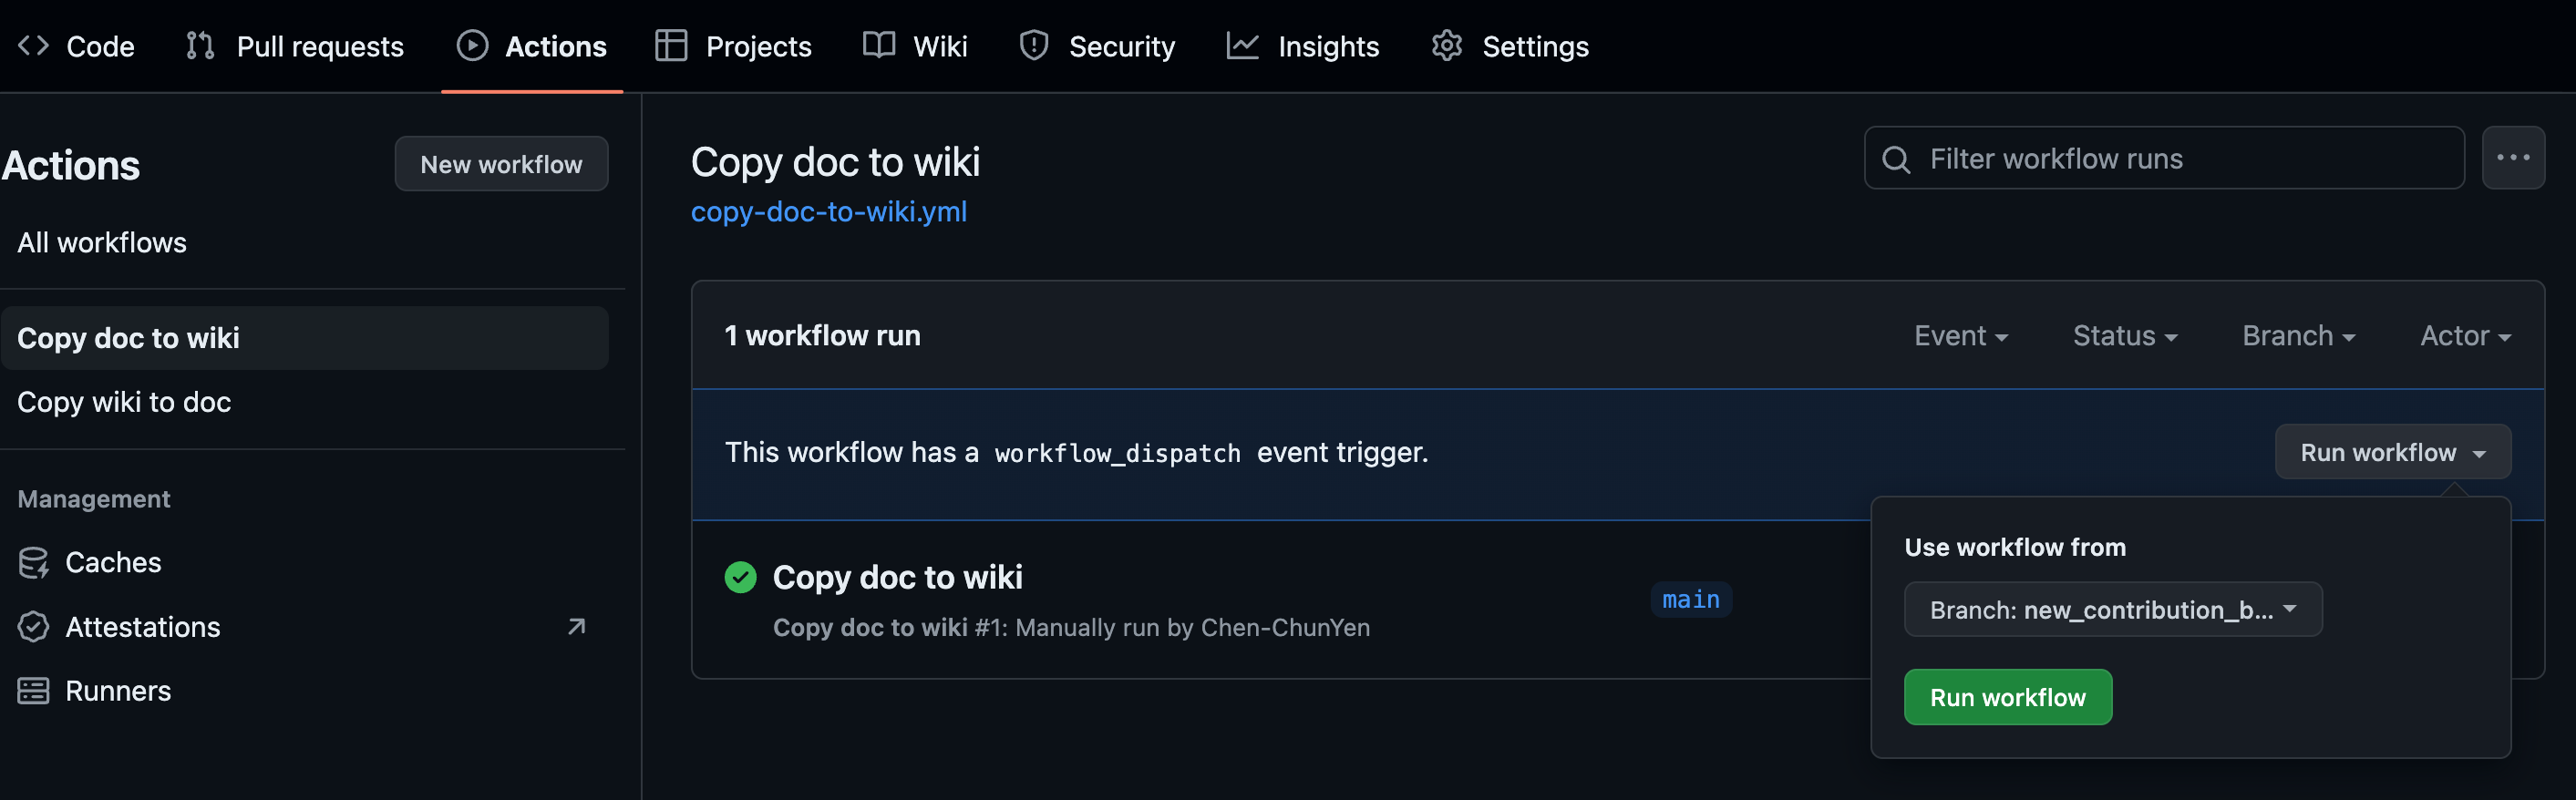 Code Pull requests Actions Projects Wiki Security Insights Settings
Actions
New workflow
All workflows
Copy doc to wiki
Copy wiki to doc
Management
Caches
Attestations
Runners
Copy doc to wiki
copy-doc-to-wiki.yml
Filter workflow runs
1 workflow run
Event Status Branch Actor
This workflow has a workflow_dispatch event trigger.
Run workflow
Copy doc to wiki
Copy doc to wiki #1: Manually run by Chen-ChunYen
main
Use workflow from
Branch: new_contribution_b...
Run workflow